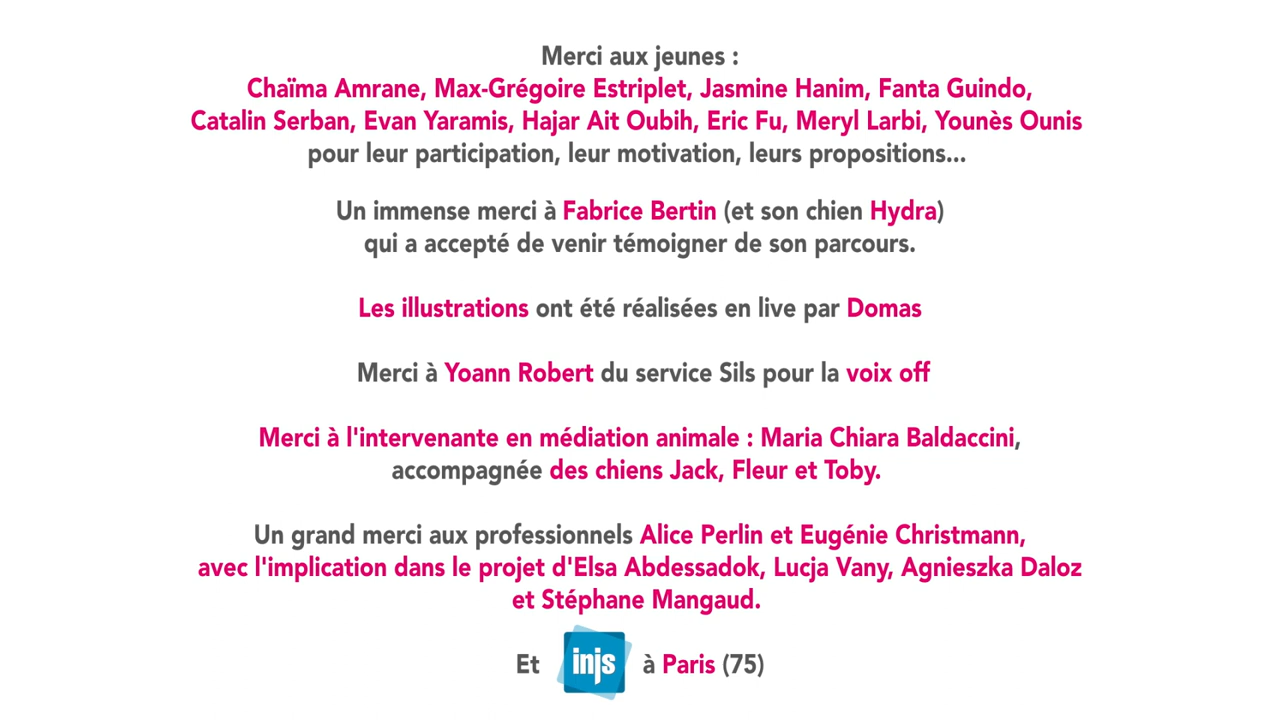 Merci aux jeunes :
Chaïma Amrane, Max-Grégoire Estriplet, Jasmine Hanim, Fanta Guindo,
Catalin Serban, Evan Yaramis, Hajar Ait Oubih, Eric Fu, Meryl Larbi, Younès Ounis
pour leur participation, leur motivation, leurs propositions...
Un immense merci à Fabrice Bertin (et son chien Hydra)
qui a accepté de venir témoigner de son parcours.
Les illustrations ont été réalisées en live par Domas
Merci à Yoann Robert du service Sils pour la voix off
Merci à l'intervenante en médiation animale : Maria Chiara Baldaccini,
accompagnée des chiens Jack, Fleur et Toby.
Un grand merci aux professionnels Alice Perlin et Eugénie Christmann,
avec l'implication dans le projet d'Elsa Abdessadok, Lucja Vany, Agnieszka Daloz
et Stéphane Mangaud.
Et injs à Paris (75)